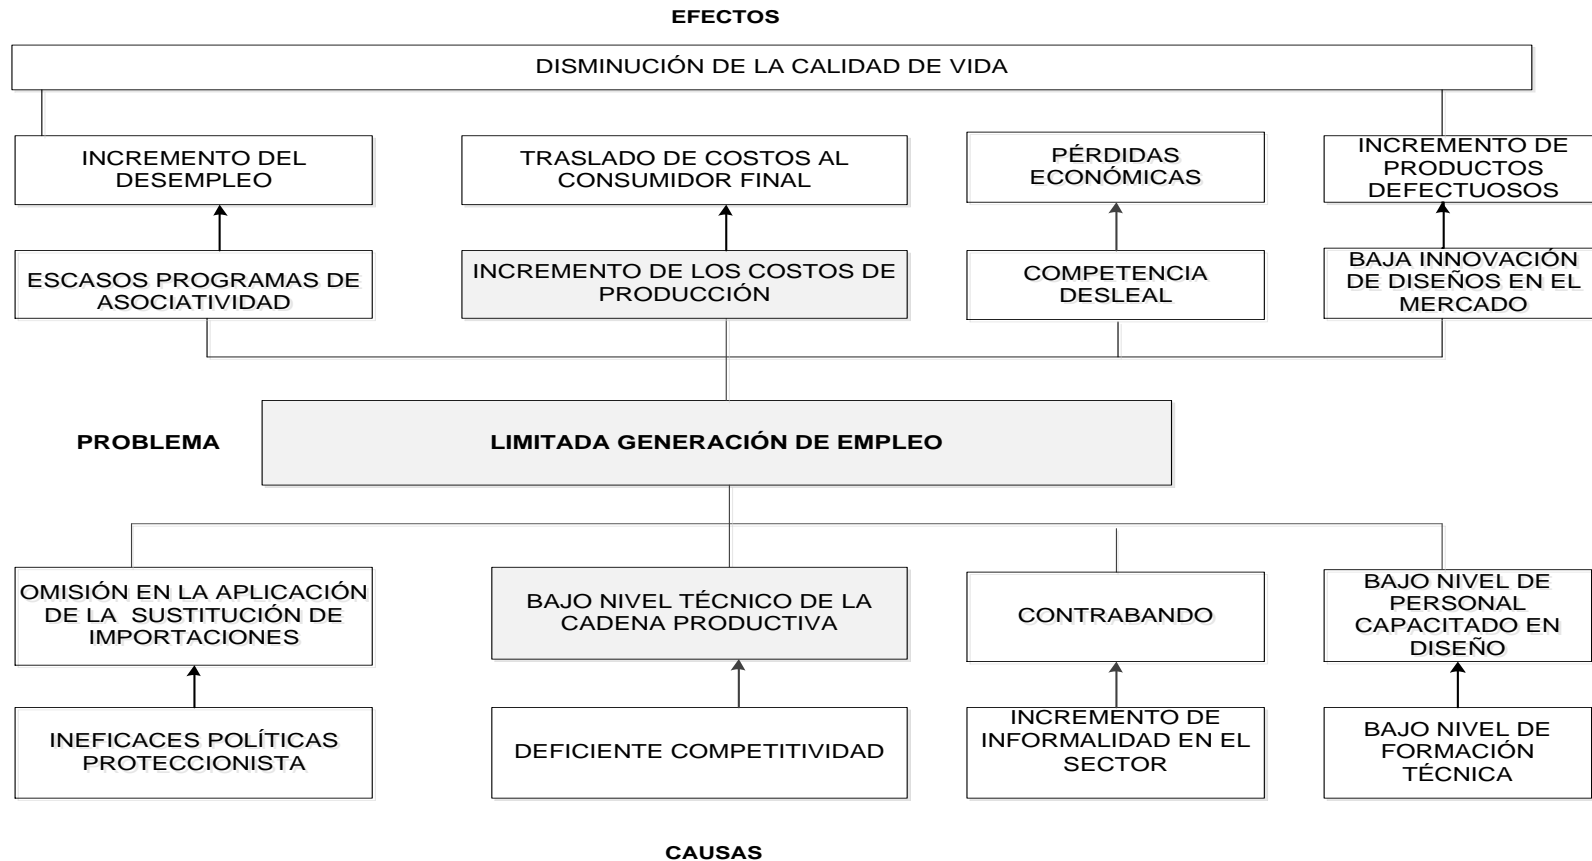 EFECTOS
DISMINUCIÓN DE LA CALIDAD DE VIDA
INCREMENTO DEL
DESEMPLEO
TRASLADO DE COSTOS AL
CONSUMIDOR FINAL
PÉRDIDAS
ECONÓMICAS
INCREMENTO DE
PRODUCTOS
DEFECTUOSOS
ESCASOS PROGRAMAS DE
ASOCIATIVIDAD
INCREMENTO DE LOS COSTOS DE
PRODUCCIÓN
COMPETENCIA
DESLEAL
BAJA INNOVACIÓN
DE DISEÑOS EN EL
MERCADO
PROBLEMA
LIMITADA GENERACIÓN DE EMPLEO
OMISIÓN EN LA APLICACIÓN
DE LA SUSTITUCIÓN DE
IMPORTACIONES
BAJO NIVEL TÉCNICO DE LA
CADENA PRODUCTIVA
CONTRABANDO
BAJO NIVEL DE
PERSONAL
CAPACITADO EN
DISEÑO
INEFICACES POLÍTICAS
PROTECCIONISTA
DEFICIENTE COMPETITIVIDAD
INCREMENTO DE
INFORMALIDAD EN EL
SECTOR
BAJO NIVEL DE
FORMACIÓN
TÉCNICA
CAUSAS